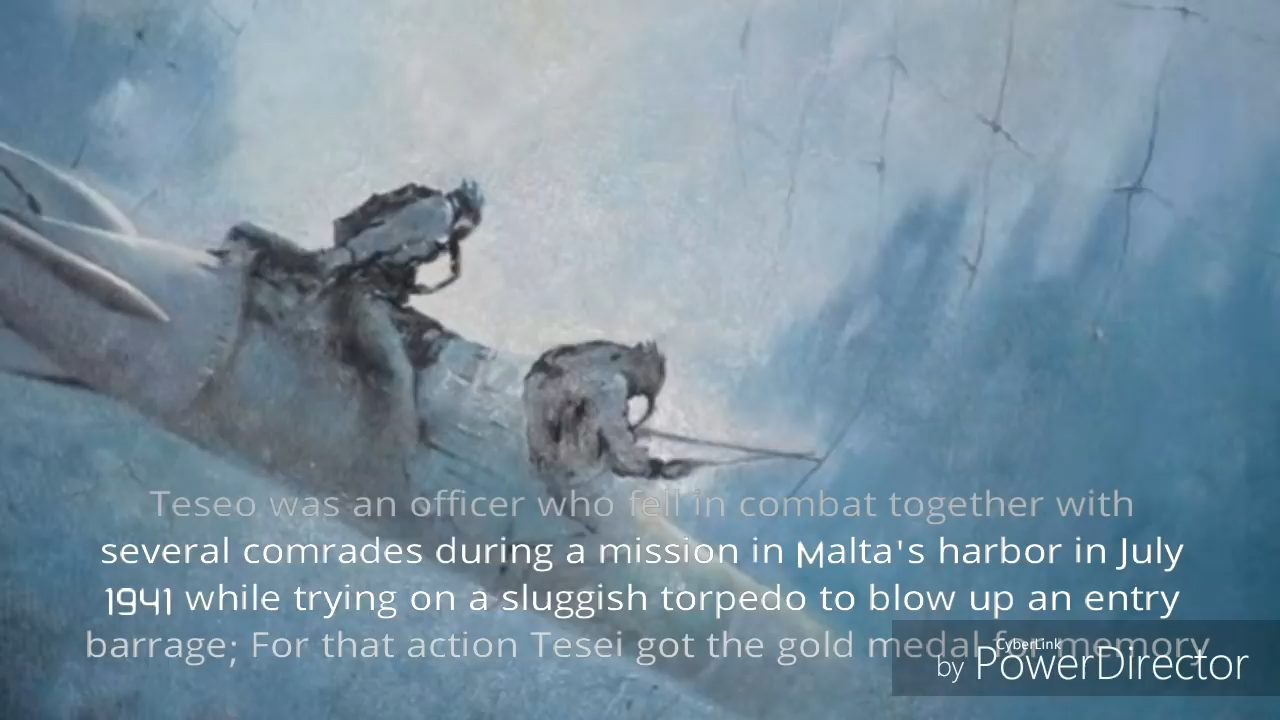 Teseo was an officer who fell in combat together with
several comrades during a mission in Malta's harbor in July
1941 while trying on a sluggish torpedo to blow up an entry
barrage; For that action Tesei got the gold medal for memory
CyberLink
by PowerDirector